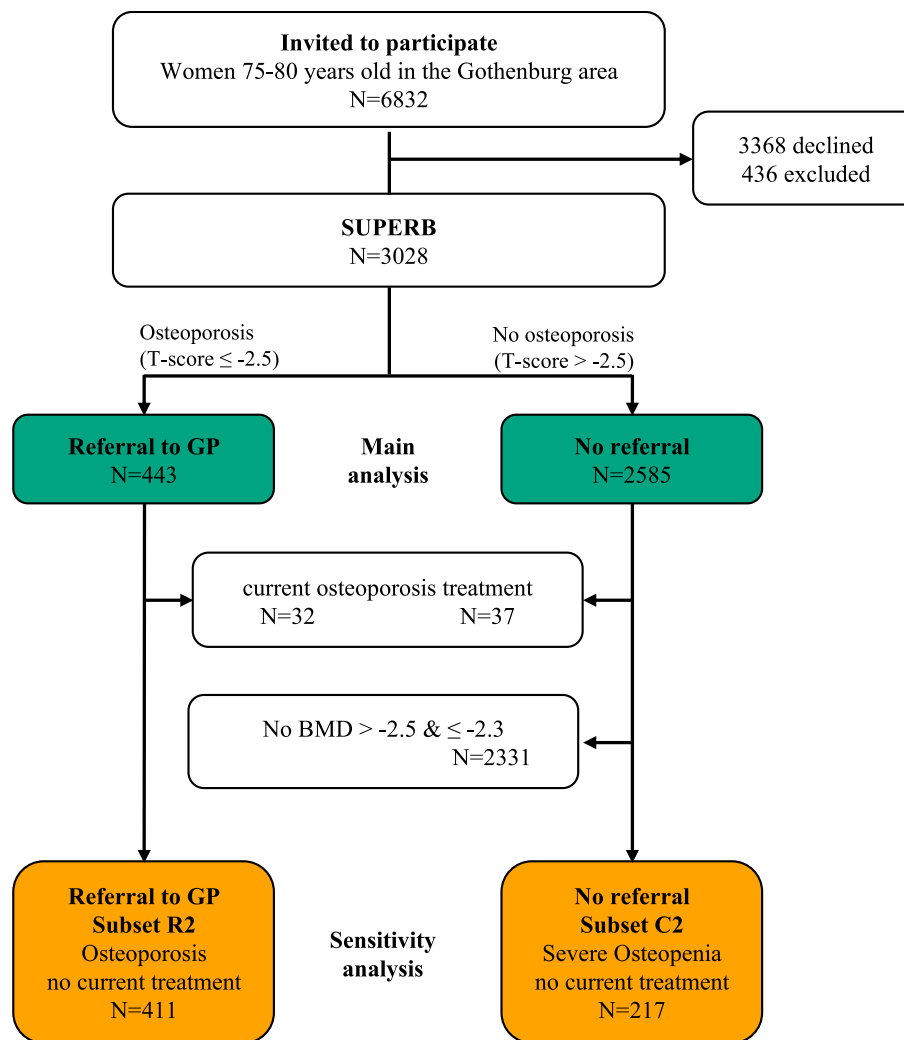 Invited to participate
Women 75-80 years old in the Gothenburg area
N=6832
3368 declined
436 excluded
SUPERB
N=3028
Osteoporosis
(T-score ≤ -2.5)
No osteoporosis
(T-score > -2.5)
Referral to GP
N=443
Main
analysis
No referral
N=2585
current osteoporosis treatment
N=32 N=37
No BMD > -2.5 & ≤ -2.3
N=2331
Referral to GP
Subset R2
Osteoporosis
no current treatment
N=411
Sensitivity
analysis
No referral
Subset C2
Severe Osteopenia
no current treatment
N=217